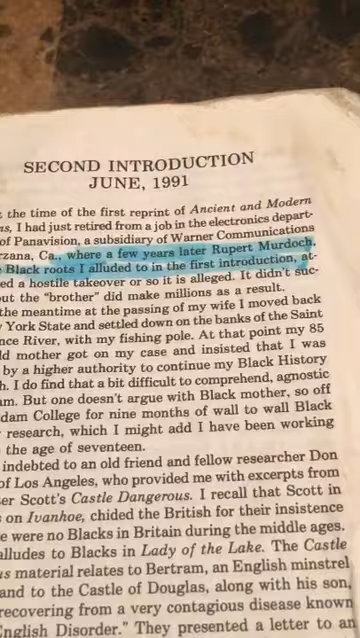 SECOND INTRODUCTION
JUNE, 1991
the time of the first reprint of Ancient and Modern
I had just retired from a job in the electronics depart-
of Panavision, a subsidiary of Warner Communications
Ca., where a few years later Rupert Murdoch,
Black roots I alluded to in the first introduction, at-
ed a hostile takeover or so it is alleged. It didn't suc-
ut the "brother" did make millions as a result.
the meantime at the passing of my wife I moved back
York State and settled down on the banks of the Saint
nce River, with my fishing pole. At that point my 85
ld mother got on my case and insisted that I was
by a higher authority to continue my Black History
h. I do find that a bit difficult to comprehend, agnostic
am. But one doesn't argue with Black mother, so off
dam College for nine months of wall to wall Black
research, which I might add I have been working
the age of seventeen.
indebted to an old friend and fellow researcher Don
of Los Angeles, who provided me with excerpts from
er Scott's Castle Dangerous. I recall that Scott in
on Ivanhoe, chided the British for their insistence
e were no Blacks in Britain during the middle ages.
alludes to Blacks in Lady of the Lake. The Castle
us material relates to Bertram, an English minstrel
and to the Castle of Douglas, along with his son,
recovering from a very contagious disease known
English Disorder." They presented a letter to an